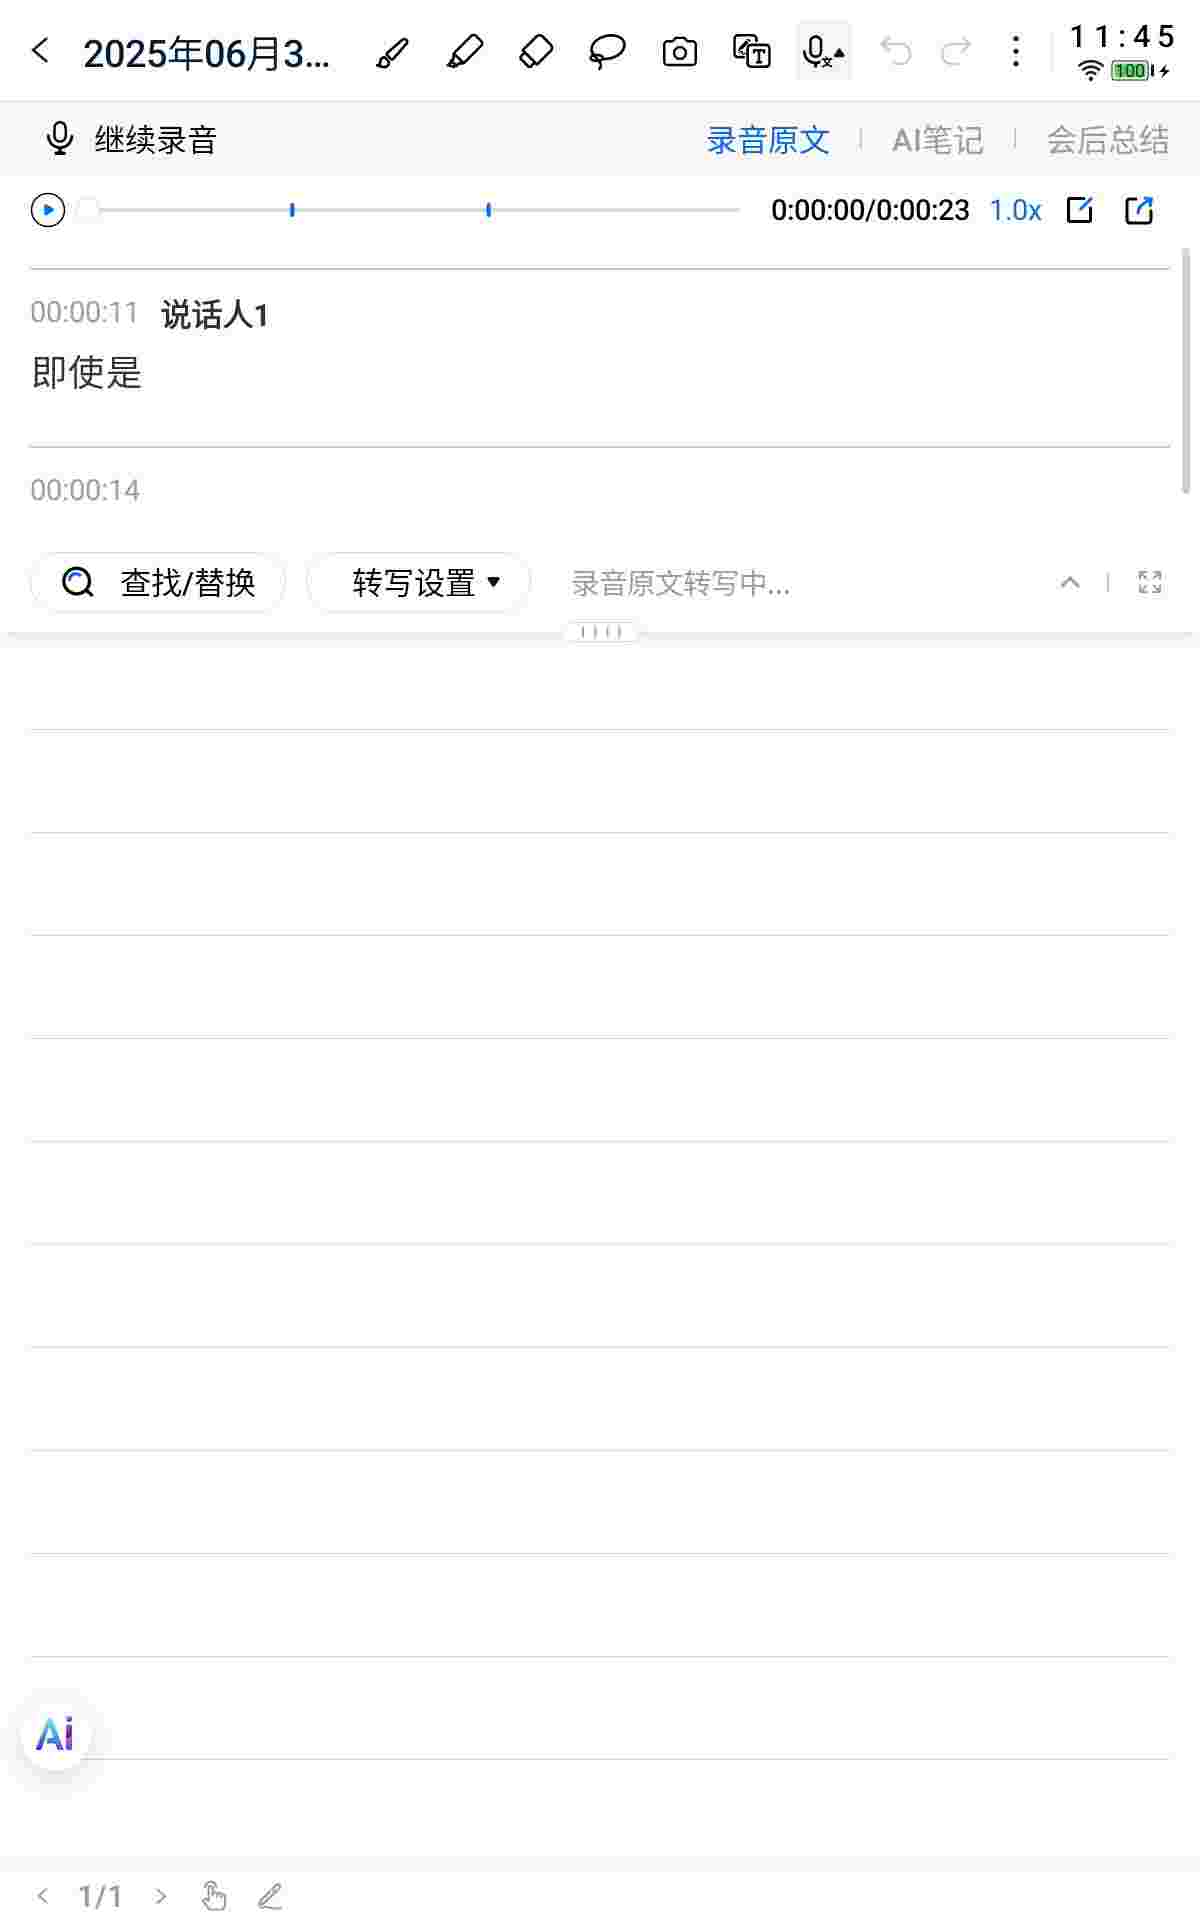 2025年06月3...
11:45
100
继续录音
录音原文
AI笔记
会后总结
0:00:00/0:00:23
1.0x
00:00:11 说话人1
即使是
00:00:14
查找/替换
转写设置
录音原文转写中...
Ai
1/1